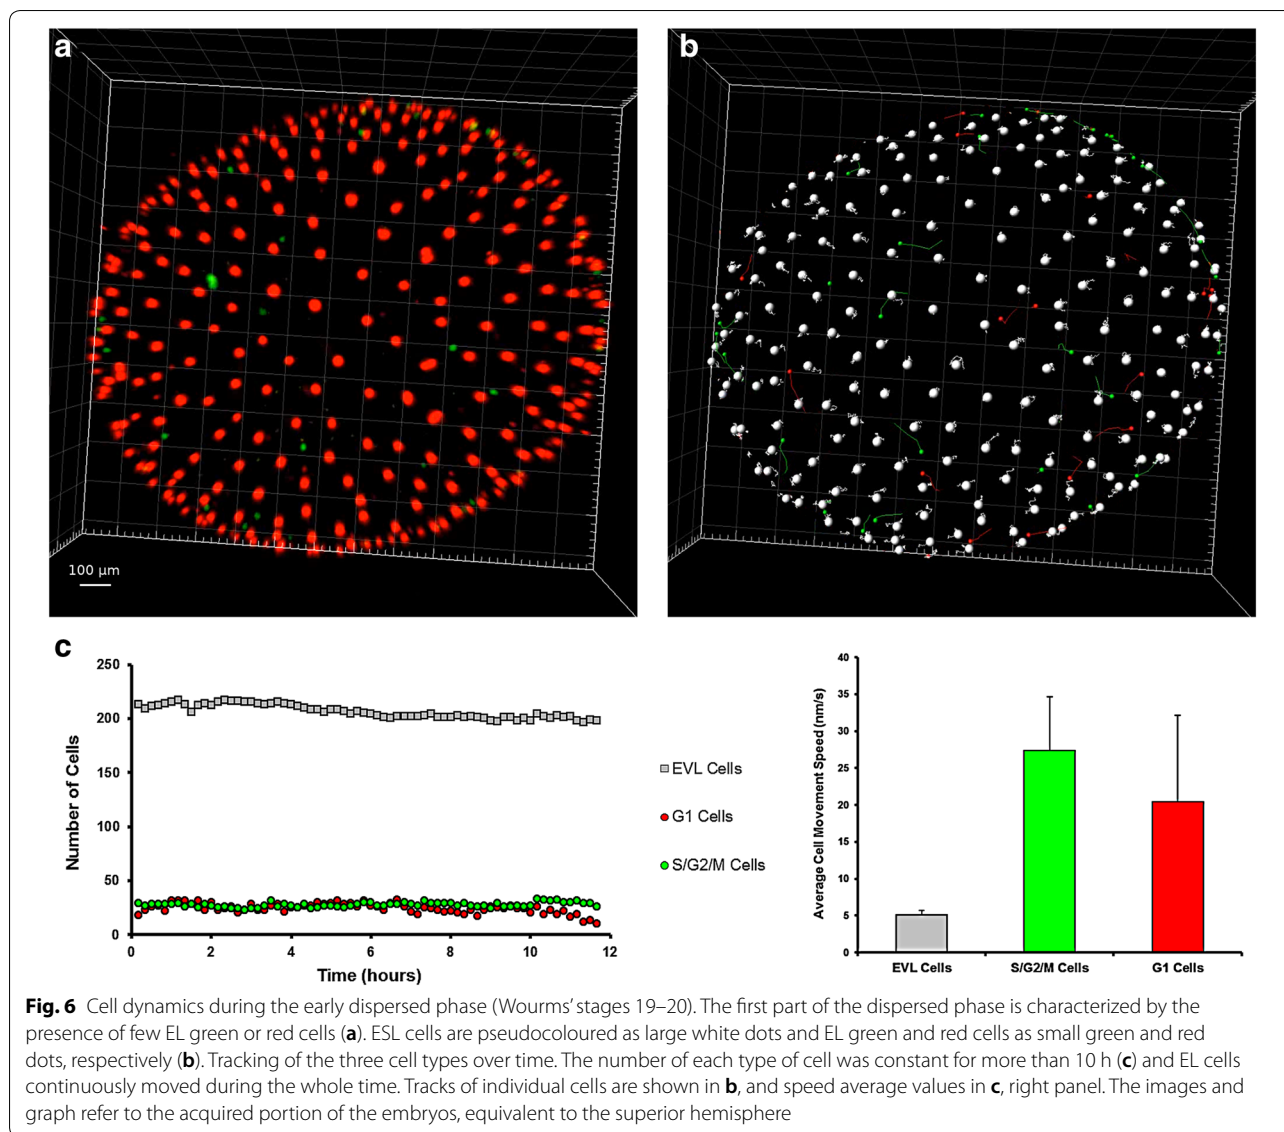 a
b
100 µm
c
250
200
150
100
50
0
Number of Cells
0 2 4 6 8 10 12
Time (hours)
EVL Cells
G1 Cells
S/G2/M Cells
40
35
30
25
20
15
10
5
0
Average Cell Movement Speed (nm/s)
EVL Cells S/G2/M Cells G1 Cells
Fig. 6 Cell dynamics during the early dispersed phase (Wourms’ stages 19–20). The first part of the dispersed phase is characterized by the
presence of few EL green or red cells (a). ESL cells are pseudocoloured as large white dots and EL green and red cells as small green and red
dots, respectively (b). Tracking of the three cell types over time. The number of each type of cell was constant for more than 10 h (c) and EL cells
continuously moved during the whole time. Tracks of individual cells are shown in b, and speed average values in c, right panel. The images and
graph refer to the acquired portion of the embryos, equivalent to the superior hemisphere